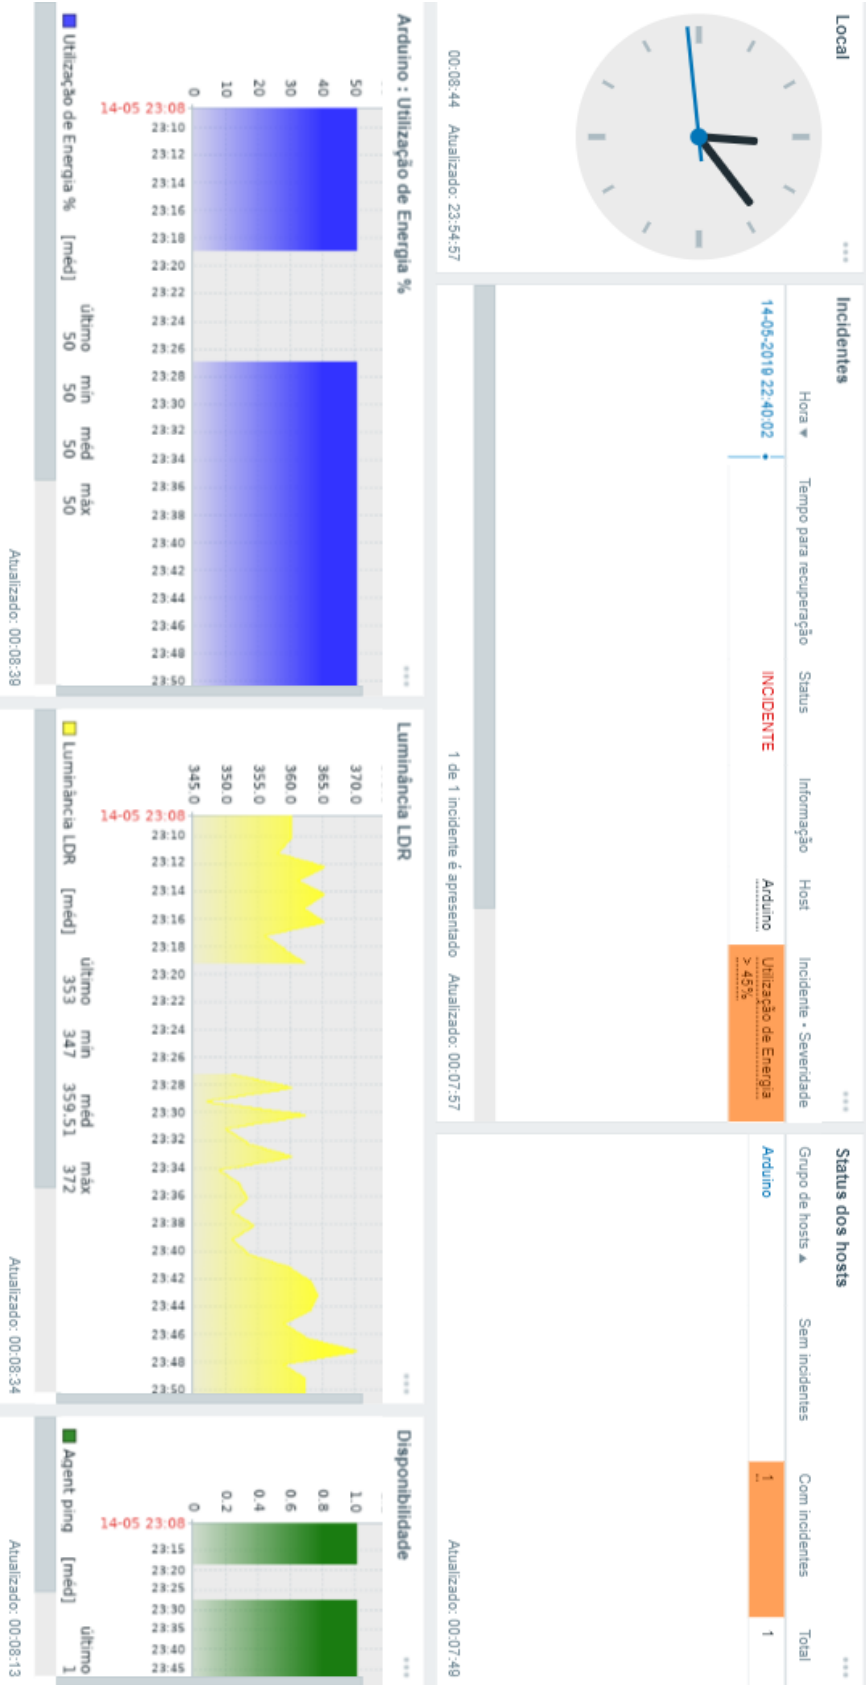 Local
00:08:44 Atualizado: 23:54:57
Incidentes
Hora ▼ Tempo para recuperação Status Informação Host Incidente • Severidade
14-05-2019 22:40:02 INCIDENTE Arduino Utilização de Energia
> 45%
1 de 1 incidente é apresentado Atualizado: 00:07:57
Status dos hosts
Grupo de hosts ▲ Sem incidentes Com incidentes Total
Arduino 1 1
Atualizado: 00:07:49
Arduino : Utilização de Energia %
50
40
30
20
10
0
14-05 23:08 23:10 23:12 23:14 23:16 23:18 23:20 23:22 23:24 23:26 23:28 23:30 23:32 23:34 23:36 23:38 23:40 23:42 23:44 23:46 23:48 23:50
último mín méd máx
Utilização de Energia % [méd] 50 50 50 50
Atualizado: 00:08:39
Luminância LDR
370.0
365.0
360.0
355.0
350.0
345.0
14-05 23:08 23:10 23:12 23:14 23:16 23:18 23:20 23:22 23:24 23:26 23:28 23:30 23:32 23:34 23:36 23:38 23:40 23:42 23:44 23:46 23:48 23:50
último mín méd máx
Luminância LDR [méd] 353 347 359.51 372
Atualizado: 00:08:34
Disponibilidade
1.0
0.8
0.6
0.4
0.2
0
14-05 23:08 23:15 23:20 23:25 23:30 23:35 23:40 23:45
último
Agent ping [méd] 1
Atualizado: 00:08:13